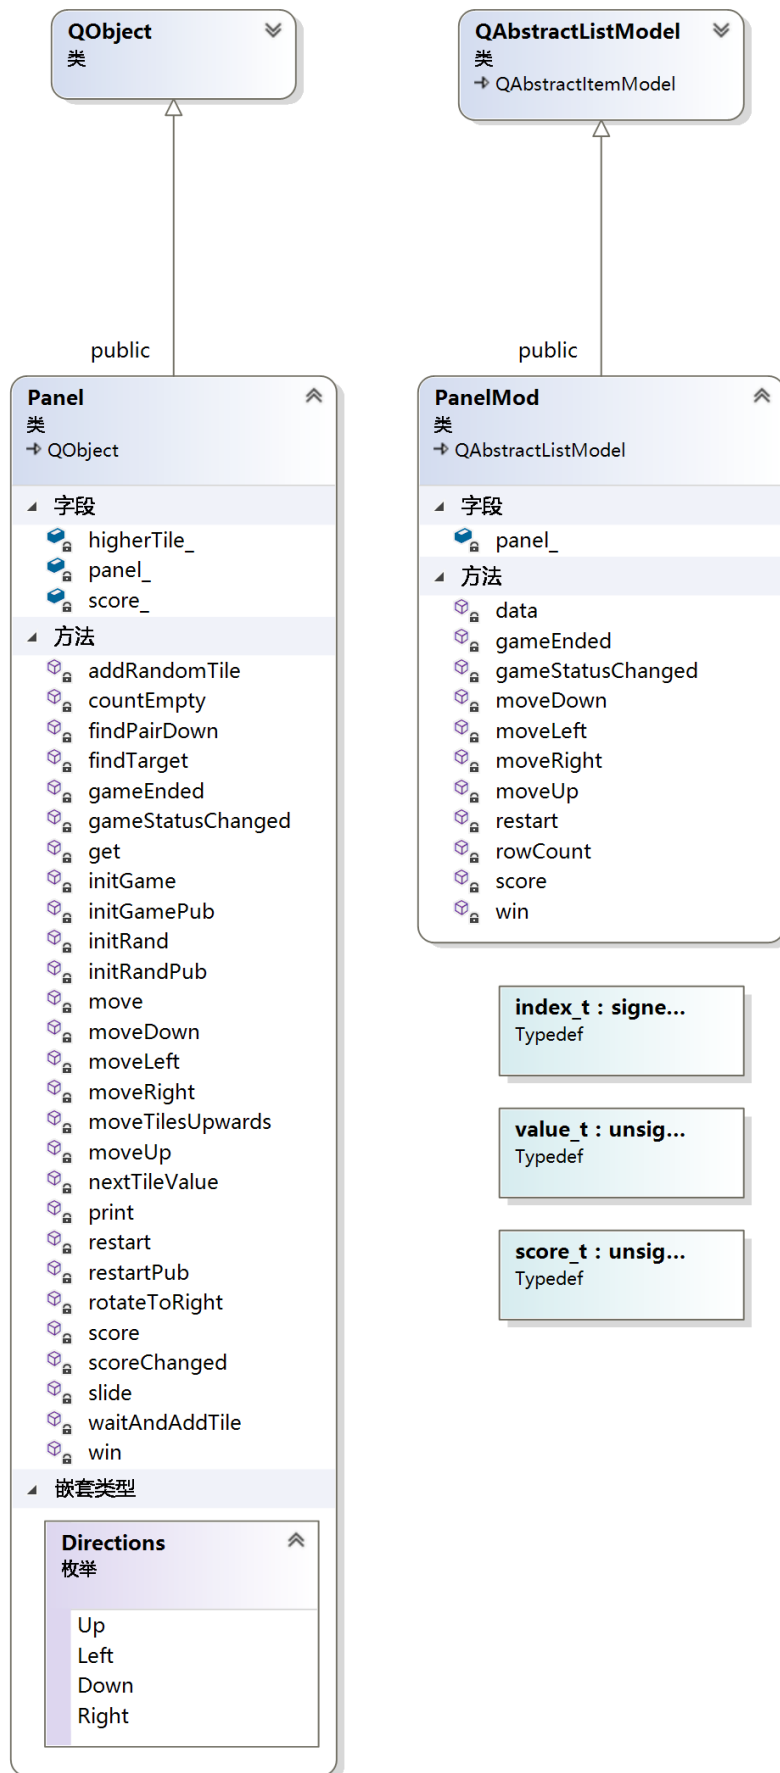 QObject
类
QAbstractListModel
类
QAbstractItemModel
public
public
Panel
类
QObject
字段
higherTile_
panel_
score_
方法
addRandomTile
countEmpty
findPairDown
findTarget
gameEnded
gameStatusChanged
get
initGame
initGamePub
initRand
initRandPub
move
moveDown
moveLeft
moveRight
moveTilesUpwards
moveUp
nextTileValue
print
restart
restartPub
rotateToRight
score
scoreChanged
slide
waitAndAddTile
win
嵌套类型
Directions
枚举
Up
Left
Down
Right
PanelMod
类
QAbstractListModel
字段
panel_
方法
data
gameEnded
gameStatusChanged
moveDown
moveLeft
moveRight
moveUp
restart
rowCount
score
win
index_t : signe...
Typedef
value_t : unsig...
Typedef
score_t : unsig...
Typedef